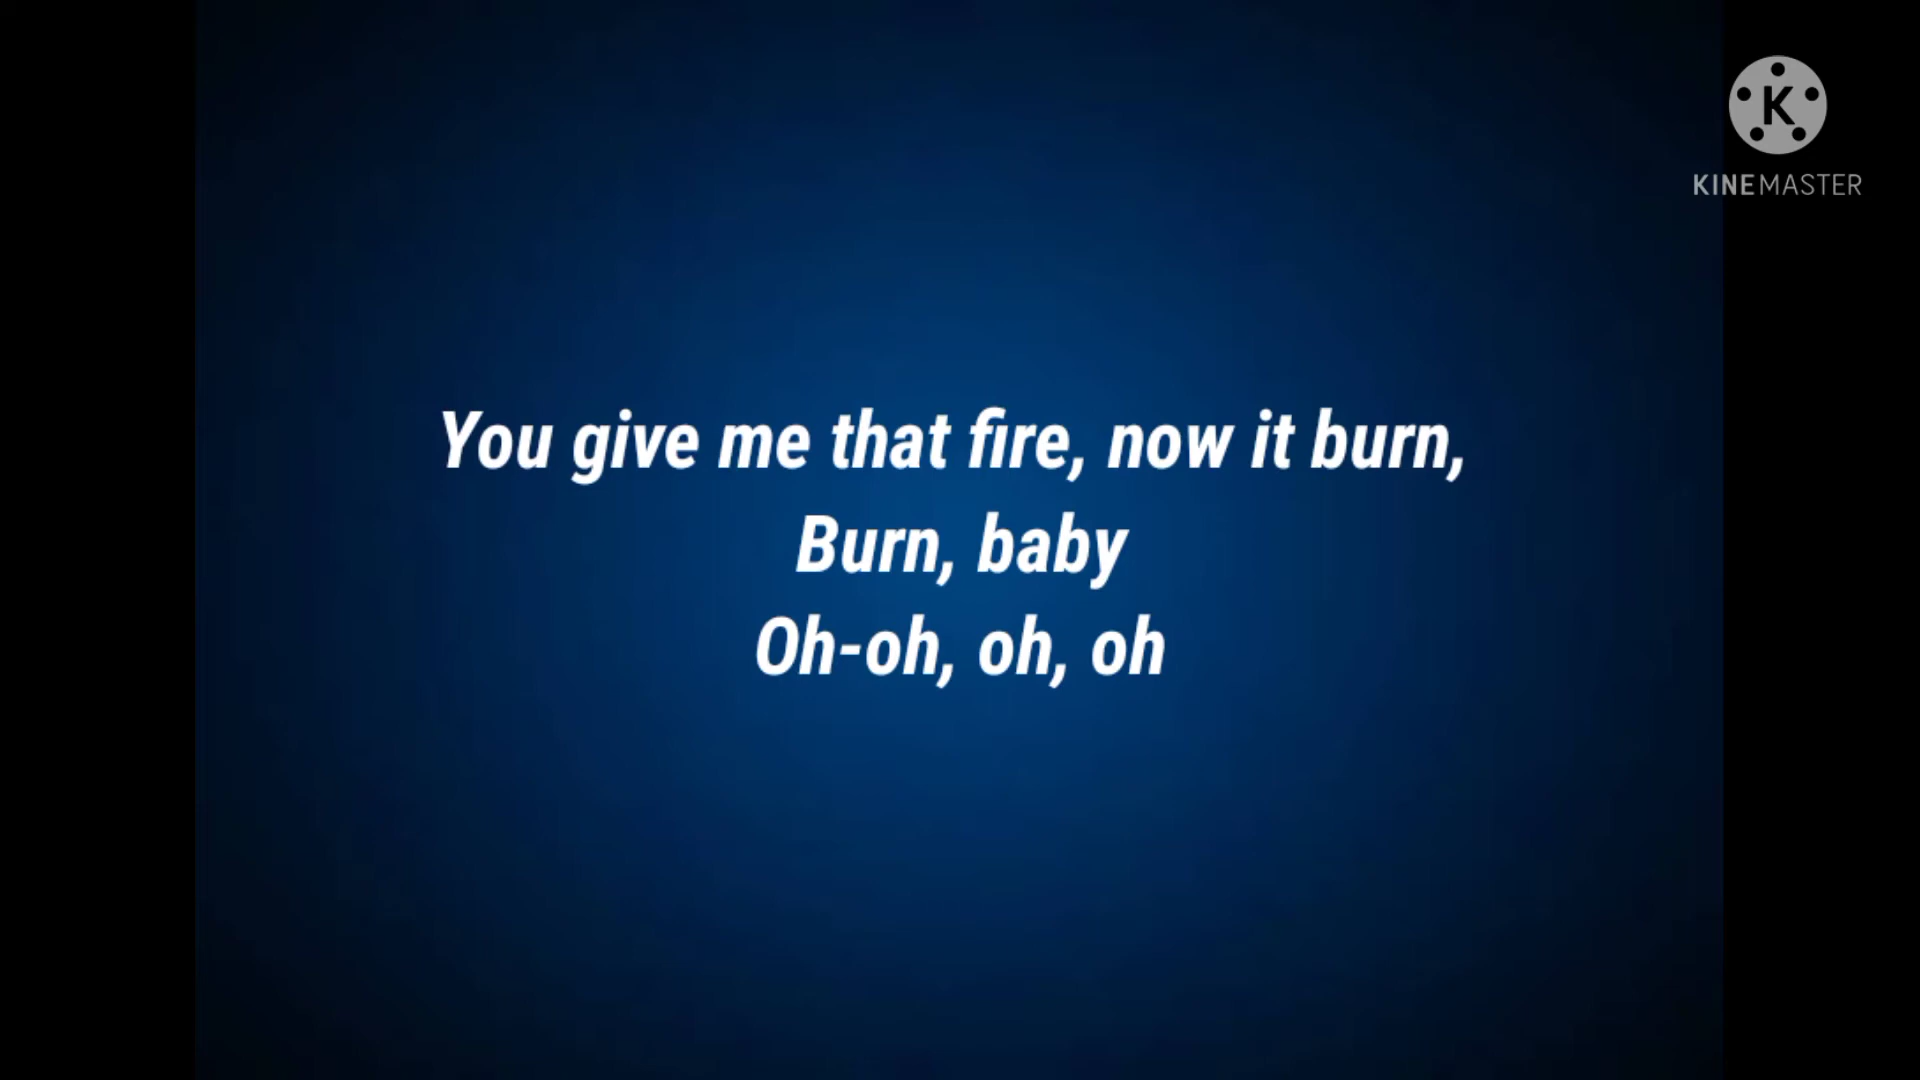 K
KINEMASTER
You give me that fire, now it burn,
Burn, baby
Oh-oh, oh, oh